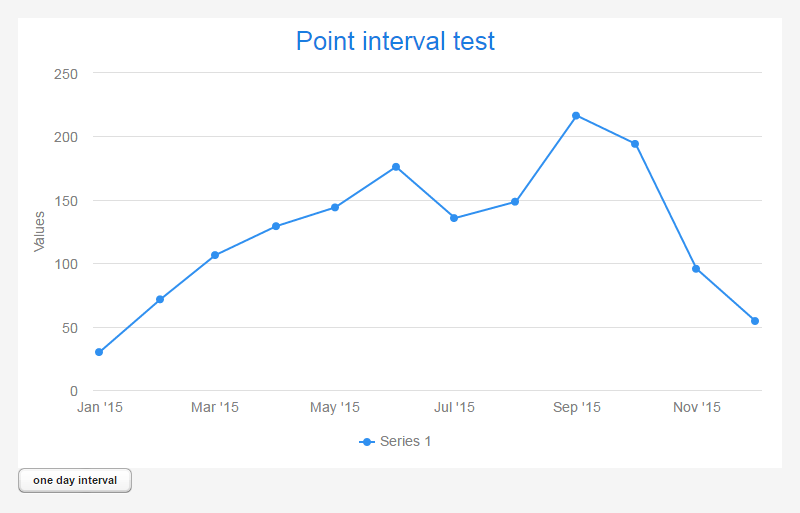 Point interval test
250
200
150
100
50
0
Values
Jan '15 Mar '15 May '15 Jul '15 Sep '15 Nov '15
Series 1
one day interval